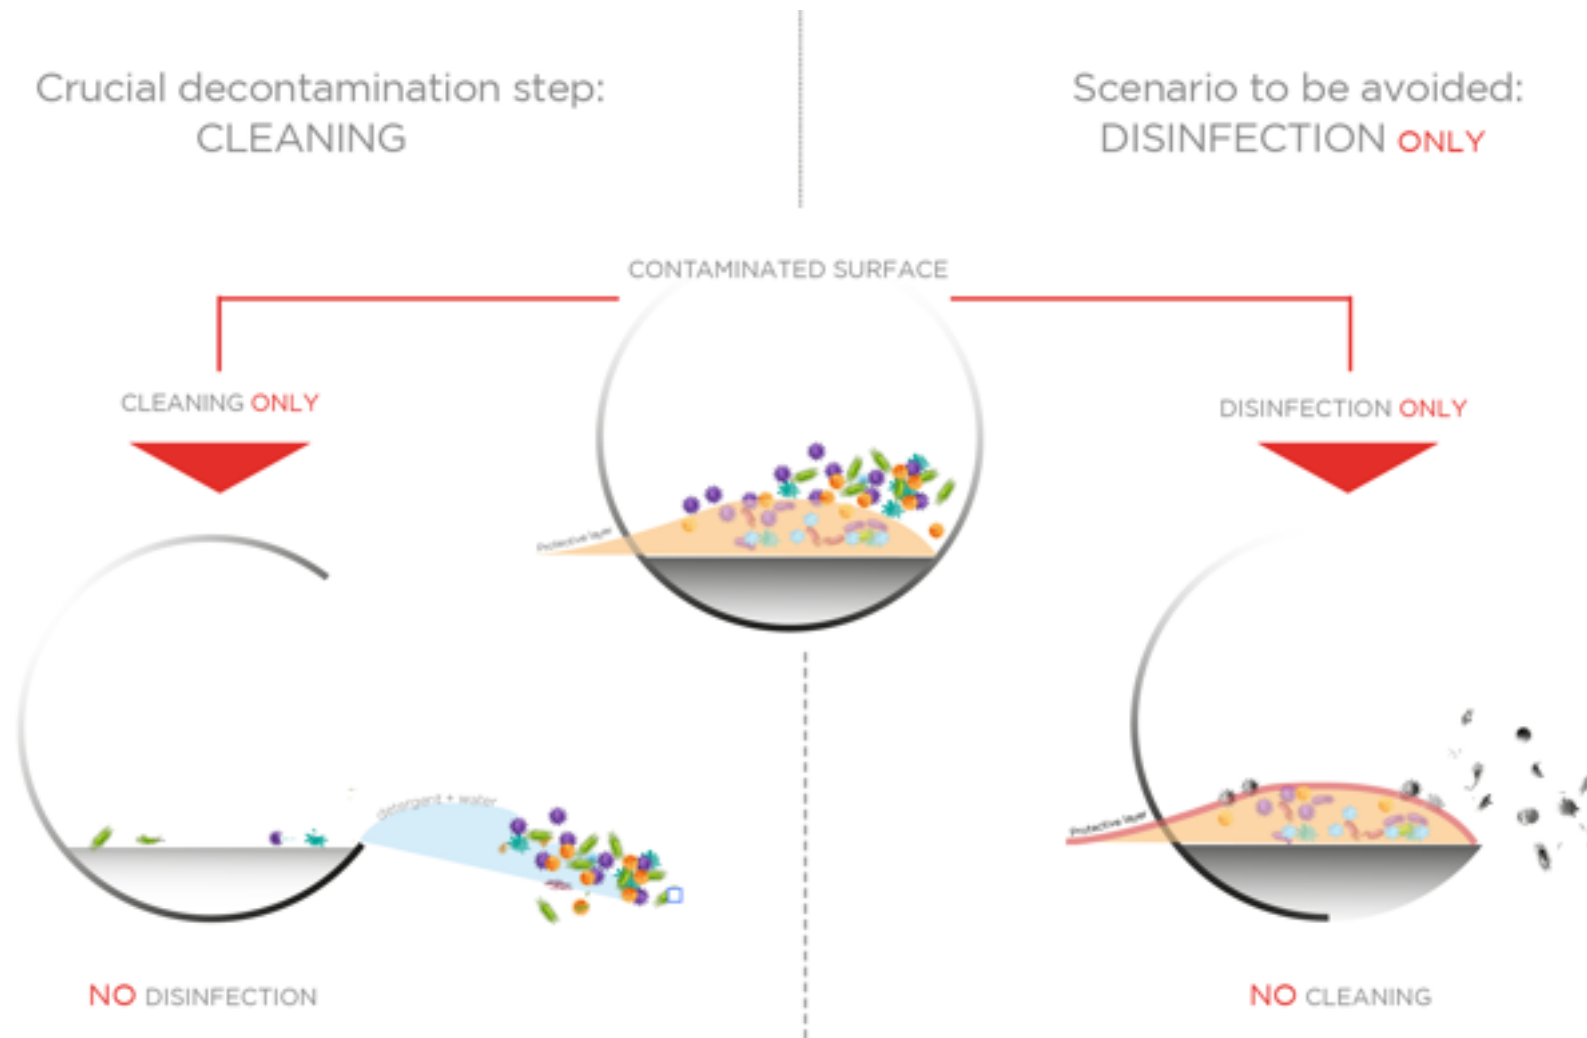 Crucial decontamination step:
CLEANING
Scenario to be avoided:
DISINFECTION ONLY
CONTAMINATED SURFACE
CLEANING ONLY
DISINFECTION ONLY
Protective layer
detergent + water
Protective layer
NO DISINFECTION
NO CLEANING